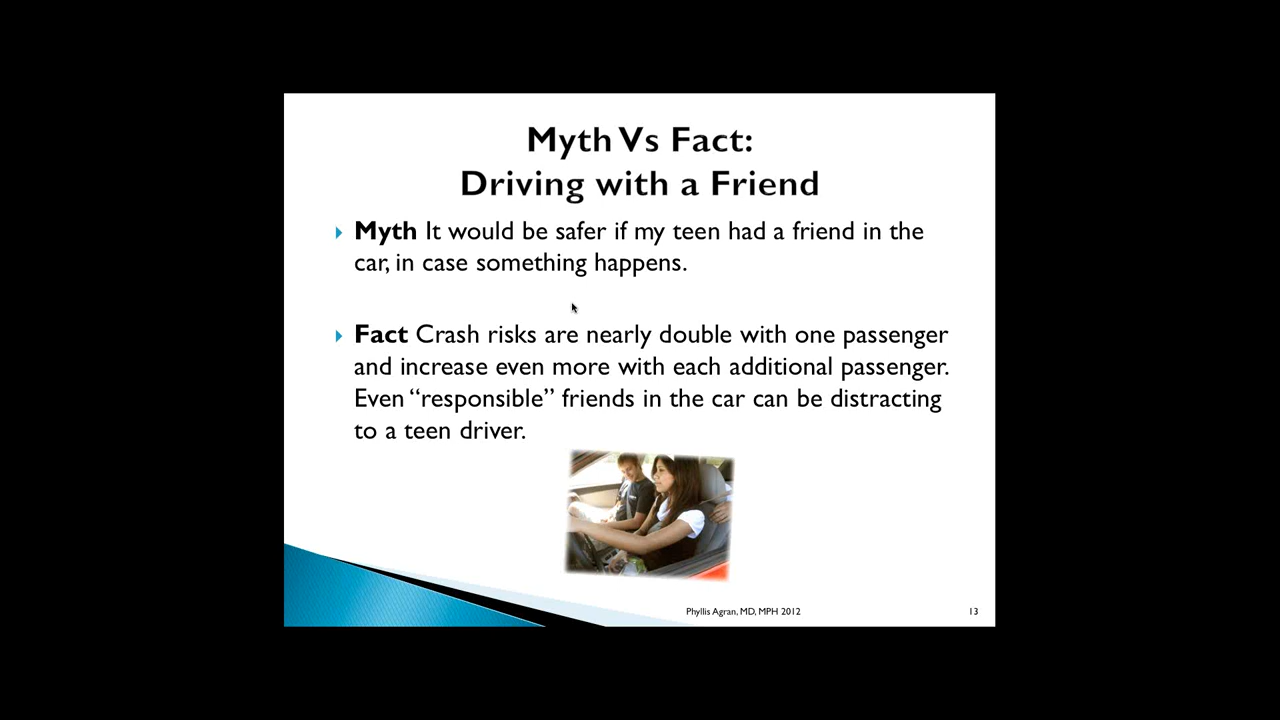 Myth Vs Fact:
Driving with a Friend
Myth It would be safer if my teen had a friend in the
car, in case something happens.
Fact Crash risks are nearly double with one passenger
and increase even more with each additional passenger.
Even “responsible” friends in the car can be distracting
to a teen driver.
Phyllis Agran, MD, MPH 2012
13